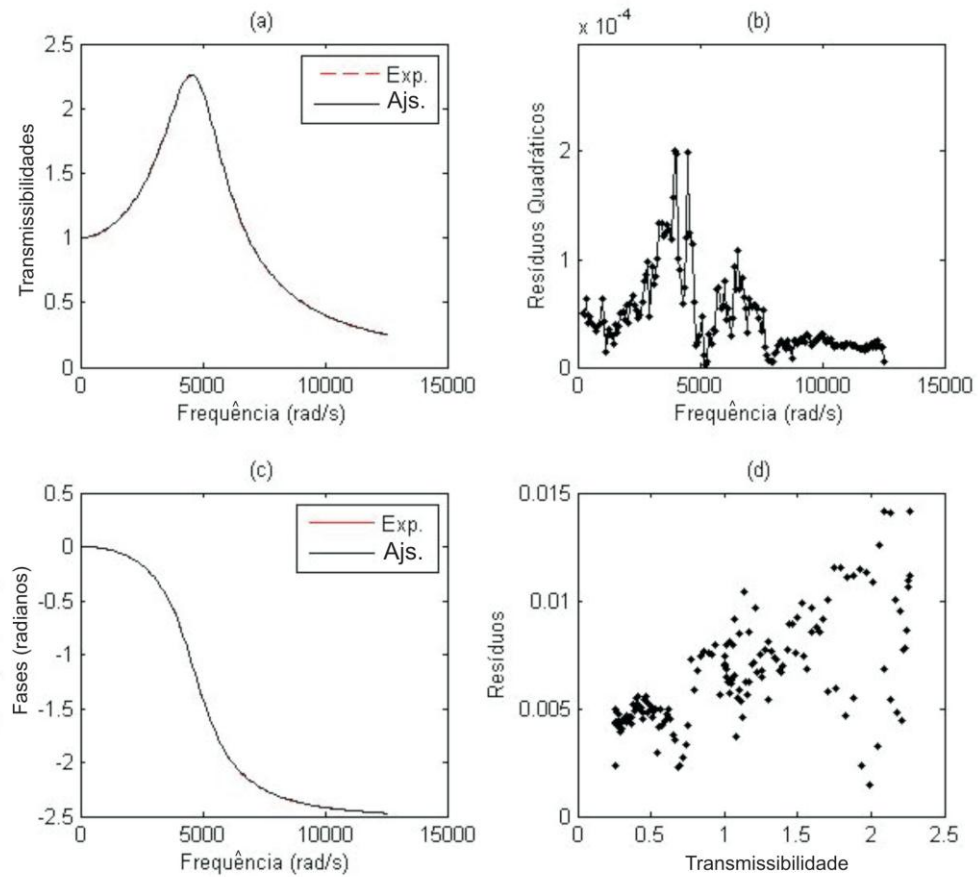 (a)
2.5
2
1.5
1
0.5
0
0
5000
10000
15000
Transmissibilidades
Frequência (rad/s)
Exp.
Ajs.
(b)
x 10-4
2
1
0
0
5000
10000
15000
Resíduos Quadráticos
Frequência (rad/s)
(c)
0.5
0
-0.5
-1
-1.5
-2
-2.5
0
5000
10000
15000
Fases (radianos)
Frequência (rad/s)
Exp.
Ajs.
(d)
0.015
0.01
0.005
0
0
0.5
1
1.5
2
2.5
Resíduos
Transmissibilidade